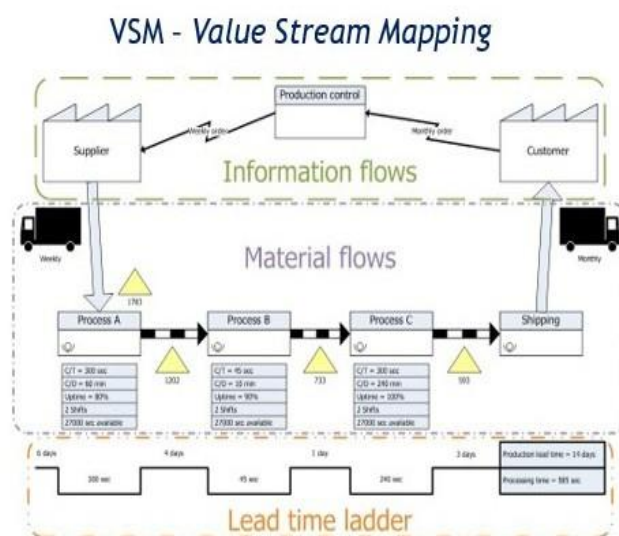 VSM - Value Stream Mapping
Production control
Supplier
Weekly order
Monthly order
Customer
Information flows
Weekly
Material flows
Monthly
1783
Process A
Process B
Process C
Shipping
1202
733
593
C/T = 300 sec
C/O = 60 min
Uptime = 80%
2 Shifts
27000 sec available
C/T = 45 sec
C/O = 10 min
Uptime = 90%
2 Shifts
27000 sec available
C/T = 300 sec
C/O = 240 min
Uptime = 100%
2 Shifts
27000 sec available
6 days
4 days
1 day
3 days
Production lead time = 14 days
300 sec
45 sec
240 sec
Processing time = 585 sec
Lead time ladder